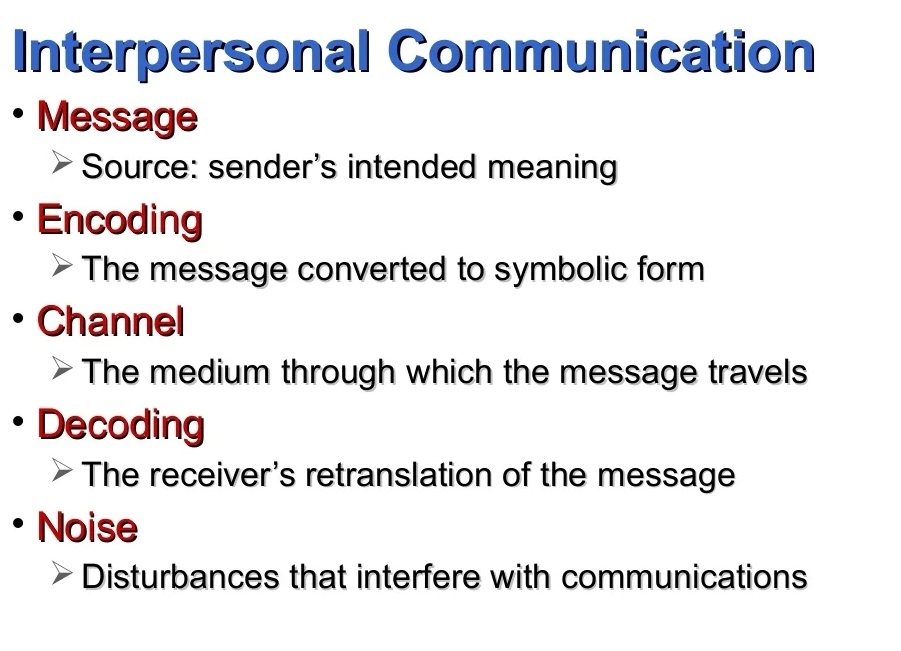 Interpersonal Communication
• Message
➢ Source: sender’s intended meaning
• Encoding
➢ The message converted to symbolic form
• Channel
➢ The medium through which the message travels
• Decoding
➢ The receiver’s retranslation of the message
• Noise
➢ Disturbances that interfere with communications